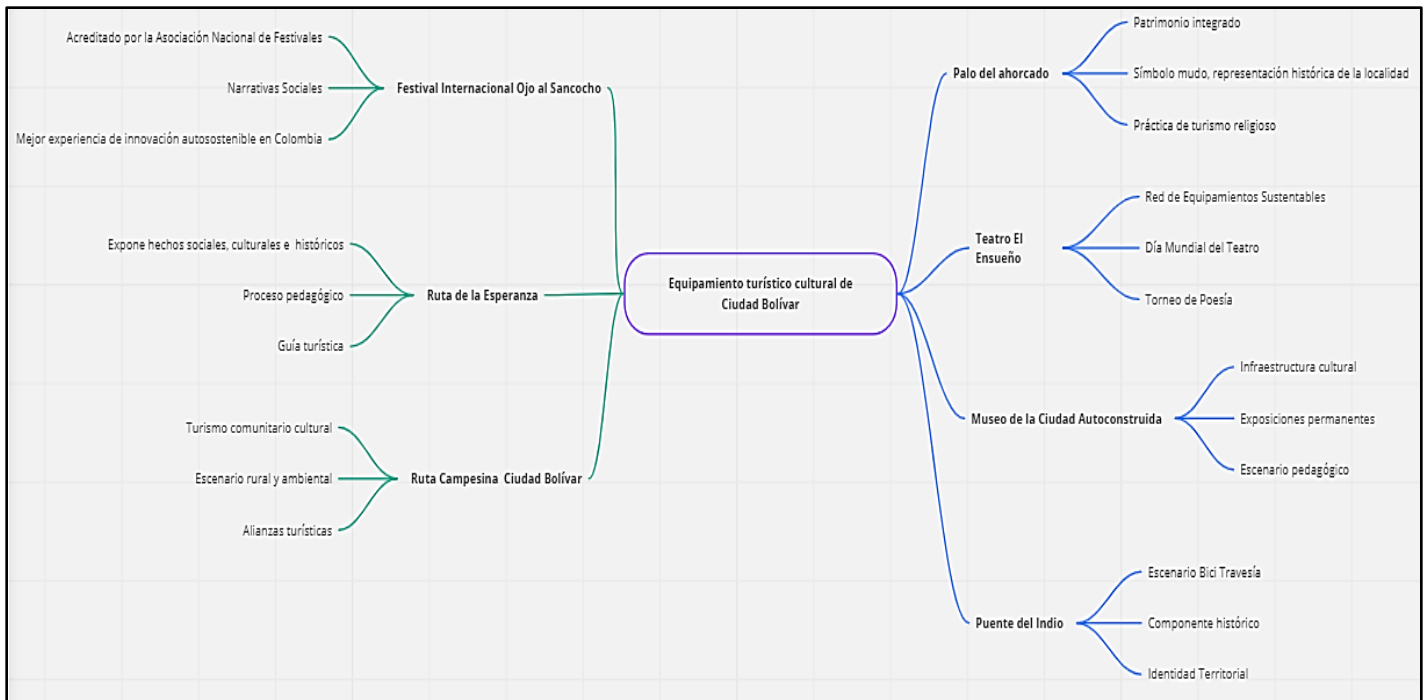 Equipamiento turístico cultural de
Ciudad Bolívar
Festival Internacional Ojo al Sancocho
Acreditado por la Asociación Nacional de Festivales
Narrativas Sociales
Mejor experiencia de innovación autosostenible en Colombia
Ruta de la Esperanza
Expone hechos sociales, culturales e históricos
Proceso pedagógico
Guía turística
Ruta Campesina Ciudad Bolívar
Turismo comunitario cultural
Escenario rural y ambiental
Alianzas turísticas
Palo del ahorcado
Patrimonio integrado
Símbolo mudo, representación histórica de la localidad
Práctica de turismo religioso
Teatro El
Ensueño
Red de Equipamientos Sustentables
Día Mundial del Teatro
Torneo de Poesía
Museo de la Ciudad Autoconstruida
Infraestructura cultural
Exposiciones permanentes
Escenario pedagógico
Puente del Indio
Escenario Bici Travesía
Componente histórico
Identidad Territorial